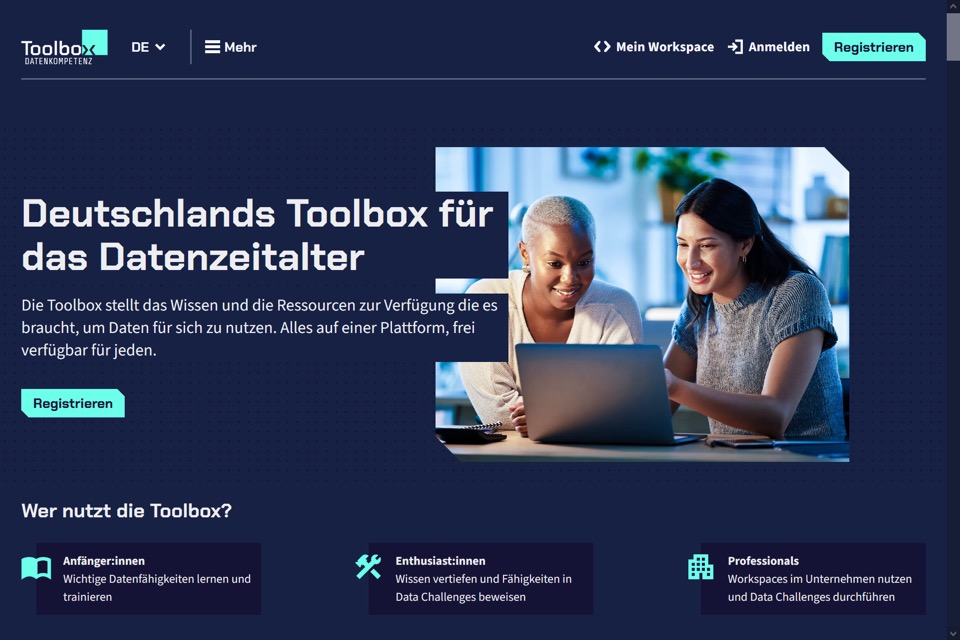 Toolbox
DATENKOMPETENZ
DE
Mehr
Mein Workspace
Anmelden
Registrieren
Deutschlands Toolbox für
das Datenzeitalter
Die Toolbox stellt das Wissen und die Ressourcen zur Verfügung die es
braucht, um Daten für sich zu nutzen. Alles auf einer Plattform, frei
verfügbar für jeden.
Registrieren
Wer nutzt die Toolbox?
Anfänger:innen
Wichtige Datenfähigkeiten lernen und
trainieren
Enthusiast:innen
Wissen vertiefen und Fähigkeiten in
Data Challenges beweisen
Professionals
Workspaces im Unternehmen nutzen
und Data Challenges durchführen